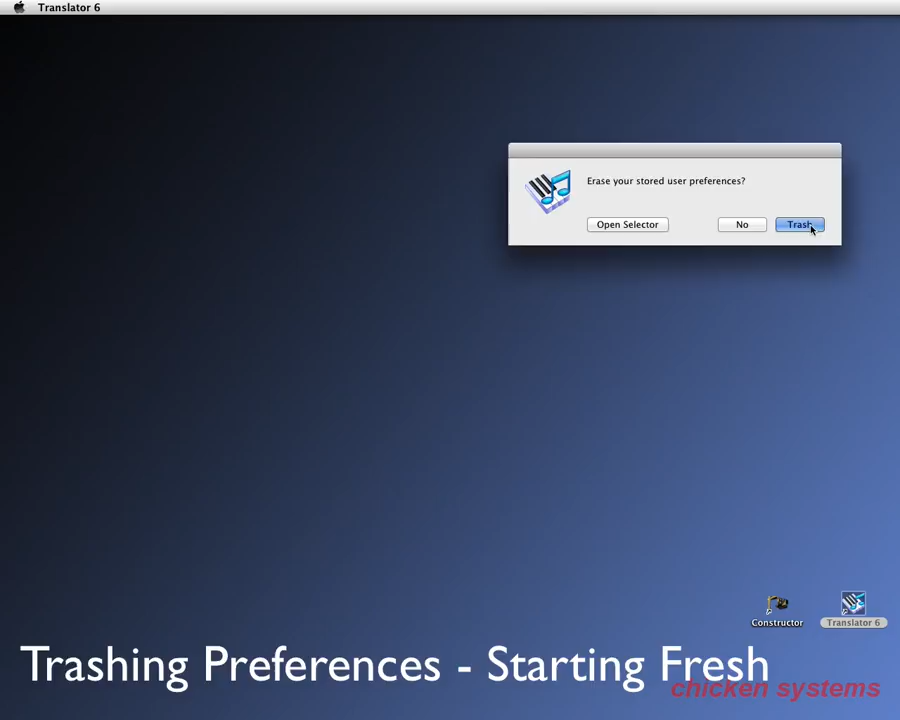 Translator 6
Erase your stored user preferences?
Open Selector
No
Trash
Constructor
Translator 6
Trashing Preferences - Starting Fresh
chicken systems